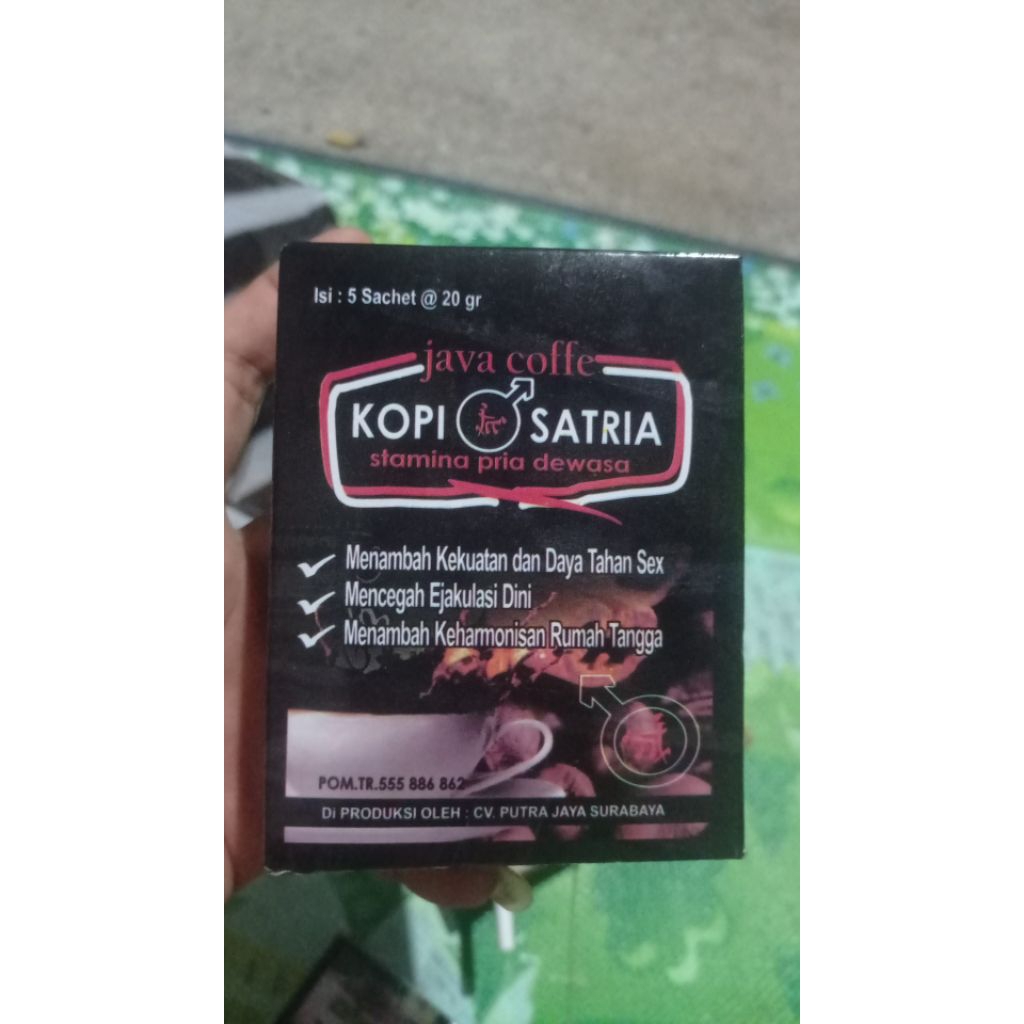 Isi : 5 Sachet @ 20 gr
java coffe
KOPI SATRIA
stamina pria dewasa
Menambah Kekuatan dan Daya Tahan Sex
Mencegah Ejakulasi Dini
Menambah Keharmonisan Rumah Tangga
POM.TR.555 886 862
Di PRODUKSI OLEH : CV. PUTRA JAYA SURABAYA